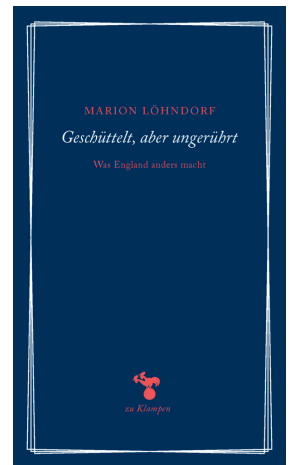 MARION LÖHNDORF
Geschüttelt, aber ungerührt
Was England anders macht
zu Klampen